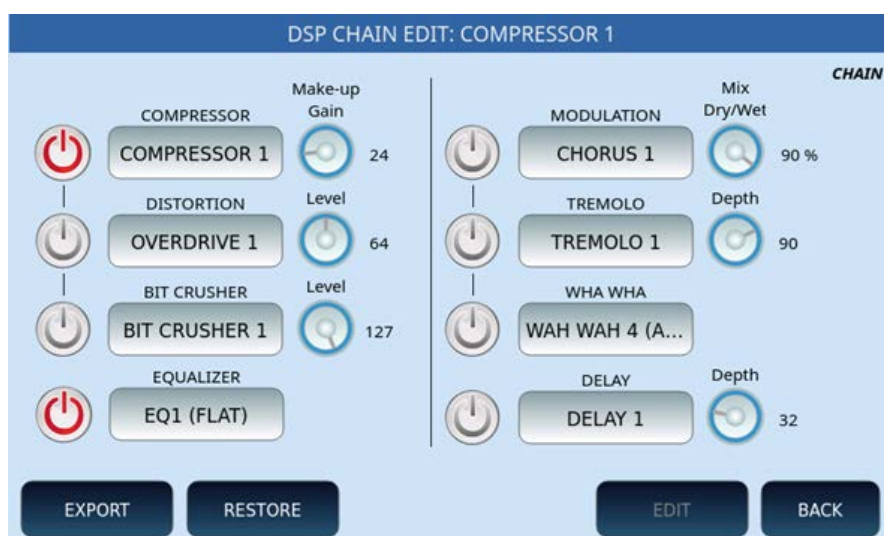 DSP CHAIN EDIT: COMPRESSOR 1
CHAIN
Make-up
Gain
COMPRESSOR
COMPRESSOR 1
24
DISTORTION
Level
OVERDRIVE 1
64
BIT CRUSHER
Level
BIT CRUSHER 1
127
EQUALIZER
EQ1 (FLAT)
Mix
Dry/Wet
MODULATION
CHORUS 1
90 %
TREMOLO
Depth
TREMOLO 1
90
WHA WHA
WAH WAH 4 (A...
DELAY
Depth
DELAY 1
32
EXPORT
RESTORE
EDIT
BACK